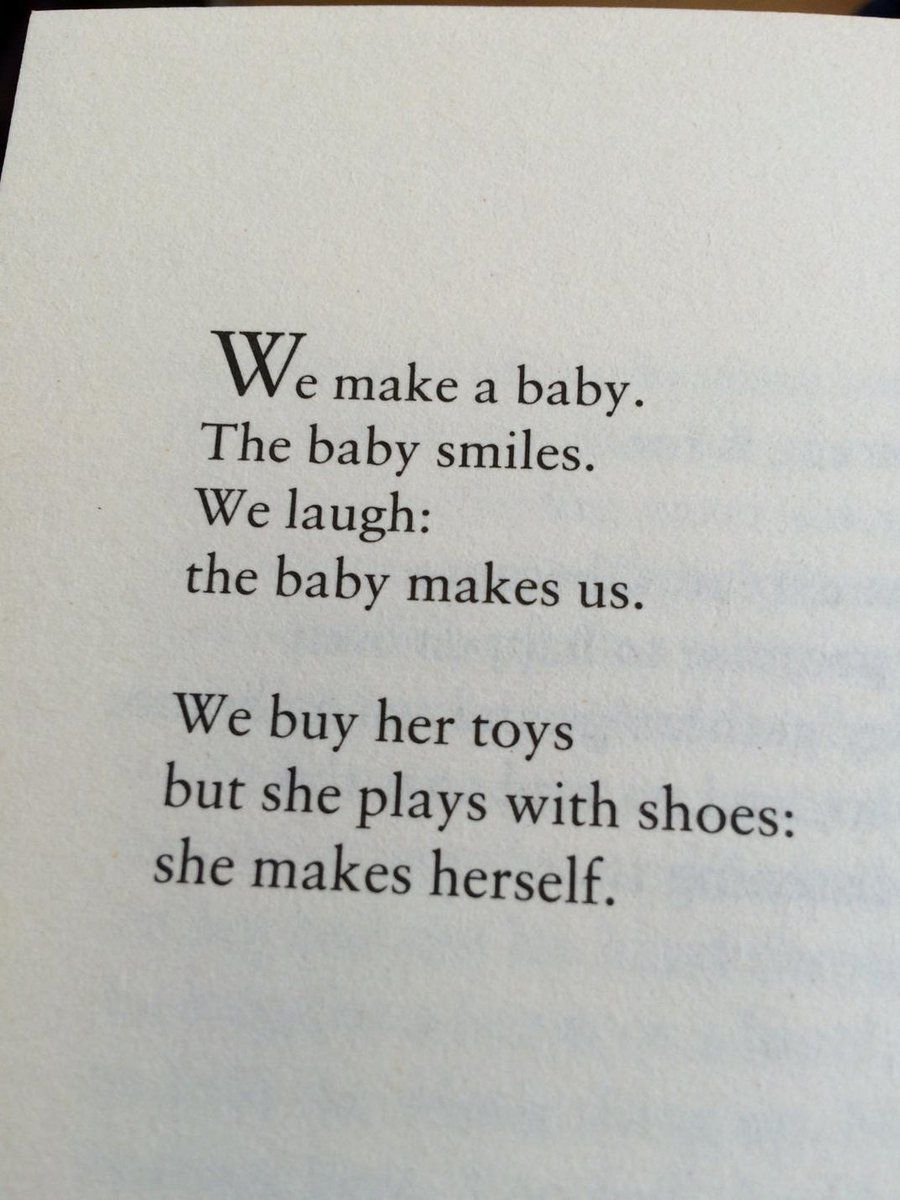 We make a baby.
The baby smiles.
We laugh:
the baby makes us.
We buy her toys
but she plays with shoes:
she makes herself.